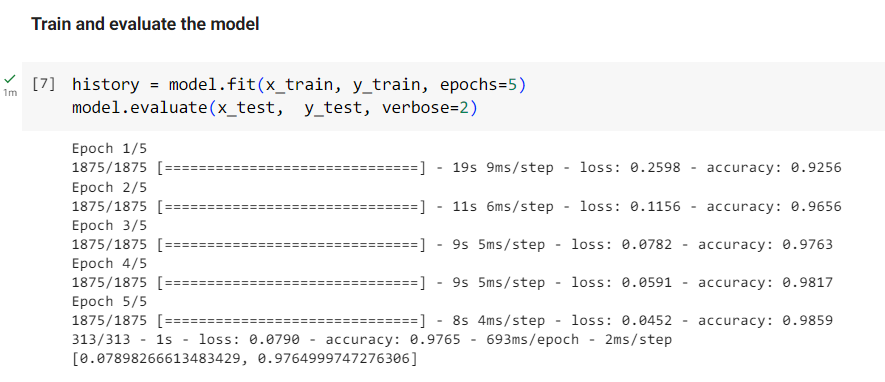 Train and evaluate the model
1m
[7] history = model.fit(x_train, y_train, epochs=5)
model.evaluate(x_test,  y_test, verbose=2)
Epoch 1/5
1875/1875 [==============================] - 19s 9ms/step - loss: 0.2598 - accuracy: 0.9256
Epoch 2/5
1875/1875 [==============================] - 11s 6ms/step - loss: 0.1156 - accuracy: 0.9656
Epoch 3/5
1875/1875 [==============================] - 9s 5ms/step - loss: 0.0782 - accuracy: 0.9763
Epoch 4/5
1875/1875 [==============================] - 9s 5ms/step - loss: 0.0591 - accuracy: 0.9817
Epoch 5/5
1875/1875 [==============================] - 8s 4ms/step - loss: 0.0452 - accuracy: 0.9859
313/313 - 1s - loss: 0.0790 - accuracy: 0.9765 - 693ms/epoch - 2ms/step
[0.07898266613483429, 0.9764999747276306]